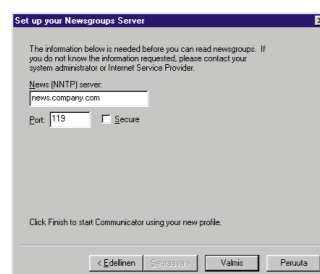 Set up your Newsgroups Server
The information below is needed before you can read newsgroups. If
you do not know the information requested, please contact your
system administrator or Internet Service Provider.
News (NNTP) server:
news.company.com
Port: 119 Secure
Click Finish to start Communicator using your new profile.
< Edellinen Seuraava > Valmis Peruuta